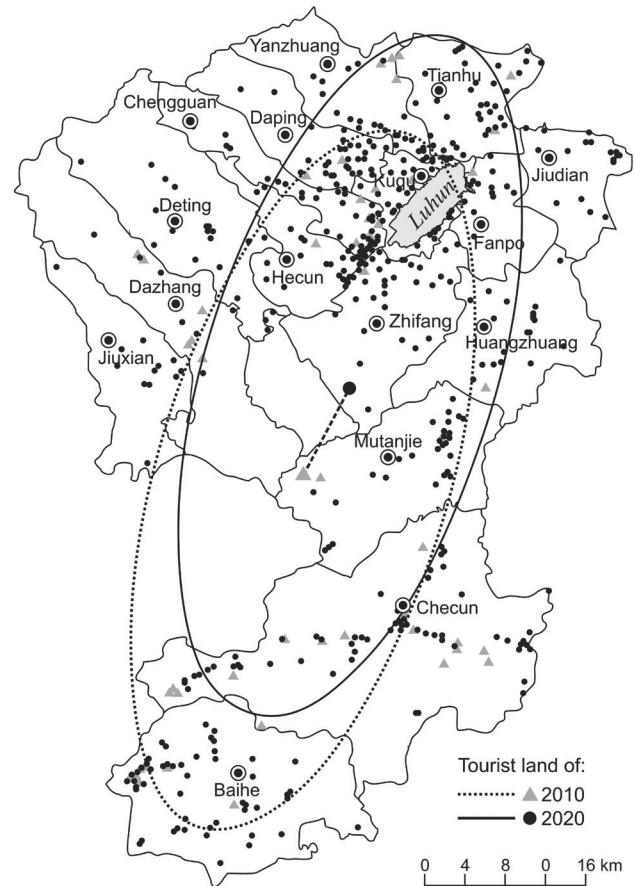 Yanzhuang
Tianhu
Chengguan
Daping
Jiudian
Kuqu
Luhun
Deting
Fanpo
Hecun
Dazhang
Zhifang
Huangzhuang
Jiuxian
Mutanjie
Checun
Baihe
Tourist land of:
2010
2020
0 4 8 0 16 km